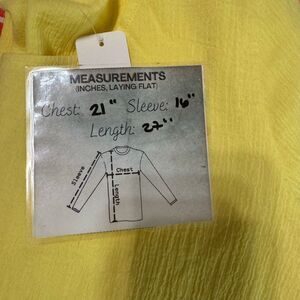 MEASUREMENTS
(INCHES, LAYING FLAT)
Chest: 21" Sleeve: 16"
Length: 27"
Sleeve
Chest
Length